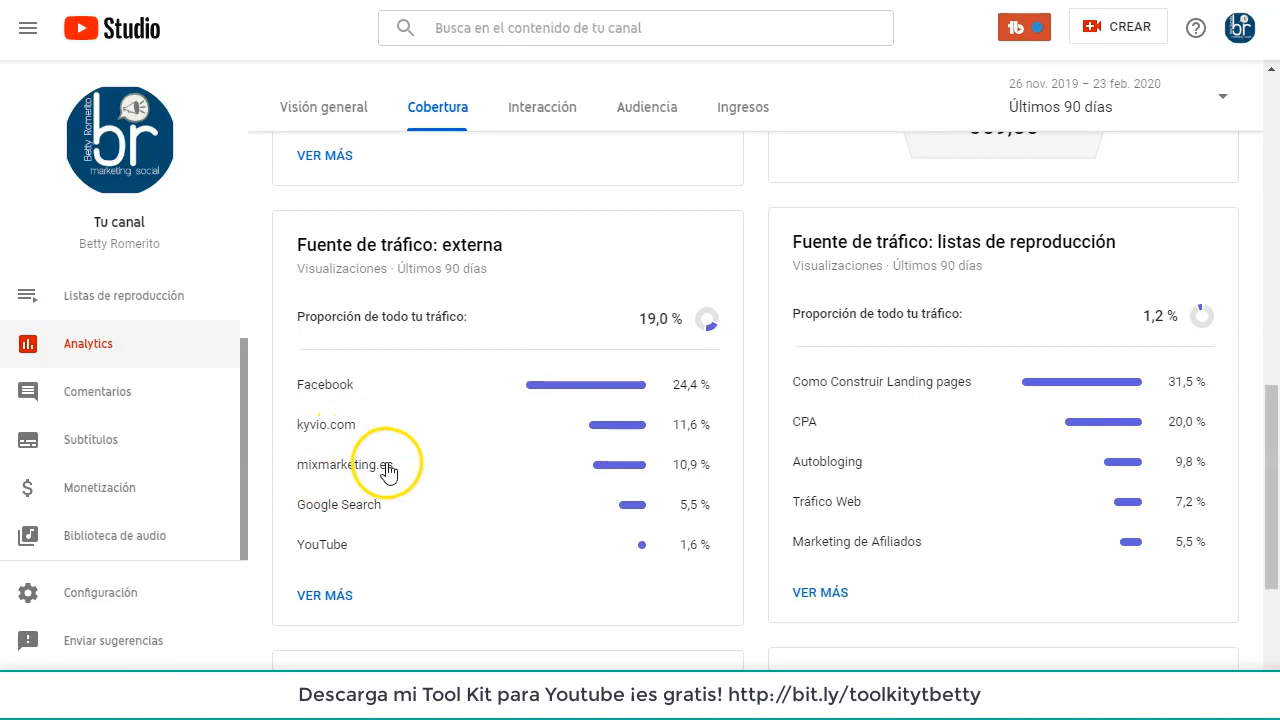 Studio
Busca en el contenido de tu canal
CREAR
26 nov. 2019 – 23 feb. 2020
Últimos 90 días
Visión general
Cobertura
Interacción
Audiencia
Ingresos
Betty Romerito
br
marketing social
Tu canal
Betty Romerito
Listas de reproducción
Analytics
Comentarios
Subtítulos
Monetización
Biblioteca de audio
Configuración
Enviar sugerencias
VER MÁS
Fuente de tráfico: externa
Visualizaciones · Últimos 90 días
Proporción de todo tu tráfico: 19,0 %
Facebook 24,4 %
kyvio.com 11,6 %
mixmarketing.es 10,9 %
Google Search 5,5 %
YouTube 1,6 %
VER MÁS
Fuente de tráfico: listas de reproducción
Visualizaciones · Últimos 90 días
Proporción de todo tu tráfico: 1,2 %
Como Construir Landing pages 31,5 %
CPA 20,0 %
Autobloging 9,8 %
Tráfico Web 7,2 %
Marketing de Afiliados 5,5 %
VER MÁS
Descarga mi Tool Kit para Youtube ¡es gratis! http://bit.ly/toolkitytbetty